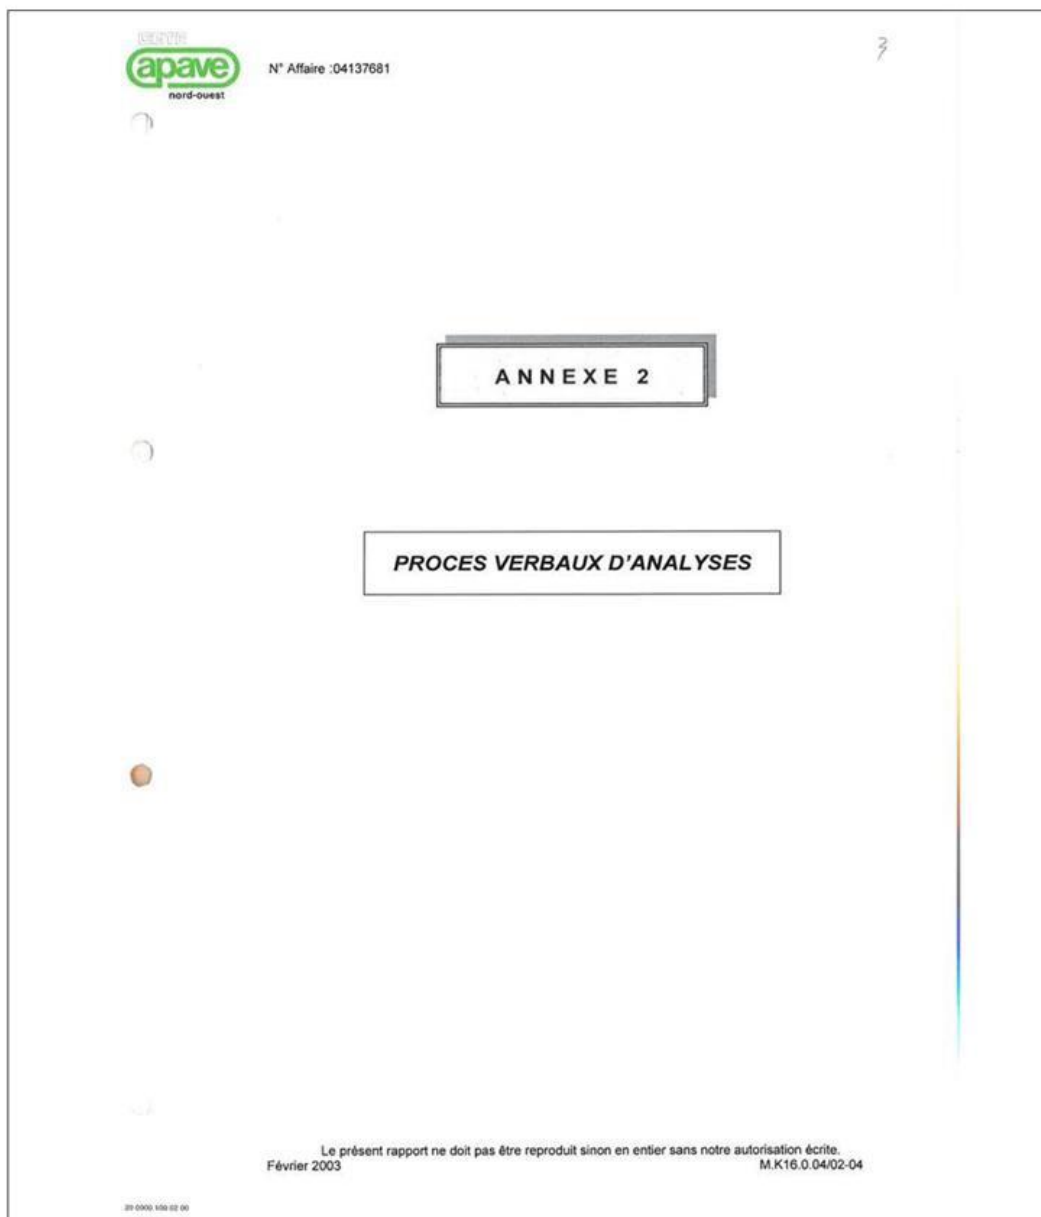 apave
nord-ouest
N° Affaire :04137681
ANNEXE 2
PROCES VERBAUX D'ANALYSES
Le présent rapport ne doit pas être reproduit sinon en entier sans notre autorisation écrite.
Février 2003 M.K16.0.04/02-04